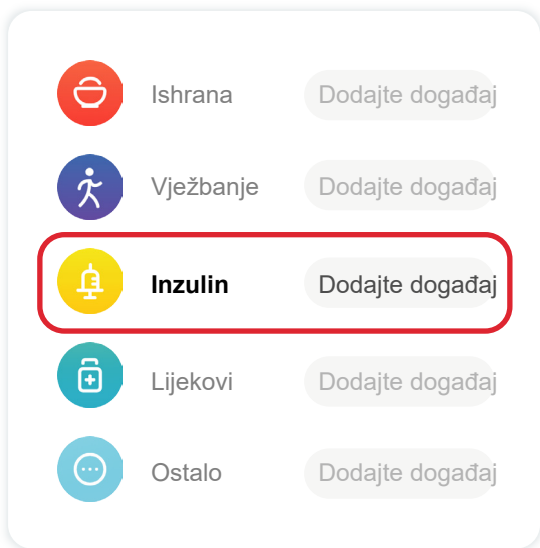 Ishrana Dodajte događaj
Vježbanje Dodajte događaj
Inzulin Dodajte događaj
Lijekovi Dodajte događaj
Ostalo Dodajte događaj